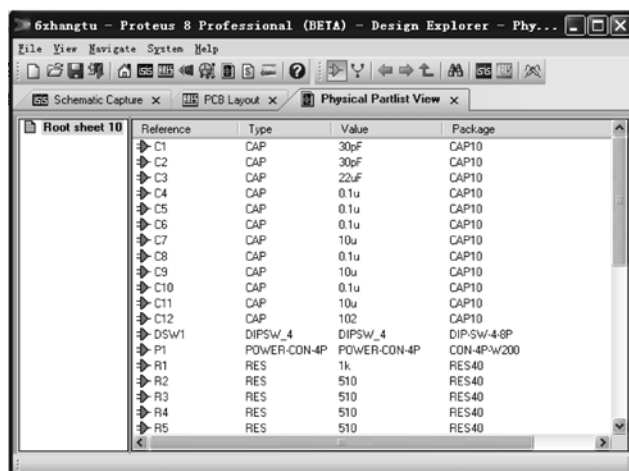 6zhangtu - Proteus 8 Professional (BETA) - Design Explorer - Phy...
File View Navigate System Help
Schematic Capture x PCB Layout x Physical Partlist View x
Root sheet 10
Reference Type Value Package
C1 CAP 30pF CAP10
C2 CAP 30pF CAP10
C3 CAP 22uF CAP10
C4 CAP 0.1u CAP10
C5 CAP 0.1u CAP10
C6 CAP 0.1u CAP10
C7 CAP 10u CAP10
C8 CAP 0.1u CAP10
C9 CAP 10u CAP10
C10 CAP 0.1u CAP10
C11 CAP 10u CAP10
C12 CAP 102 CAP10
DSW1 DIPSW_4 DIPSW_4 DIP-SW-4-8P
P1 POWER-CON-4P POWER-CON-4P CON-4P-W200
R1 RES 1k RES40
R2 RES 510 RES40
R3 RES 510 RES40
R4 RES 510 RES40
R5 RES 510 RES40